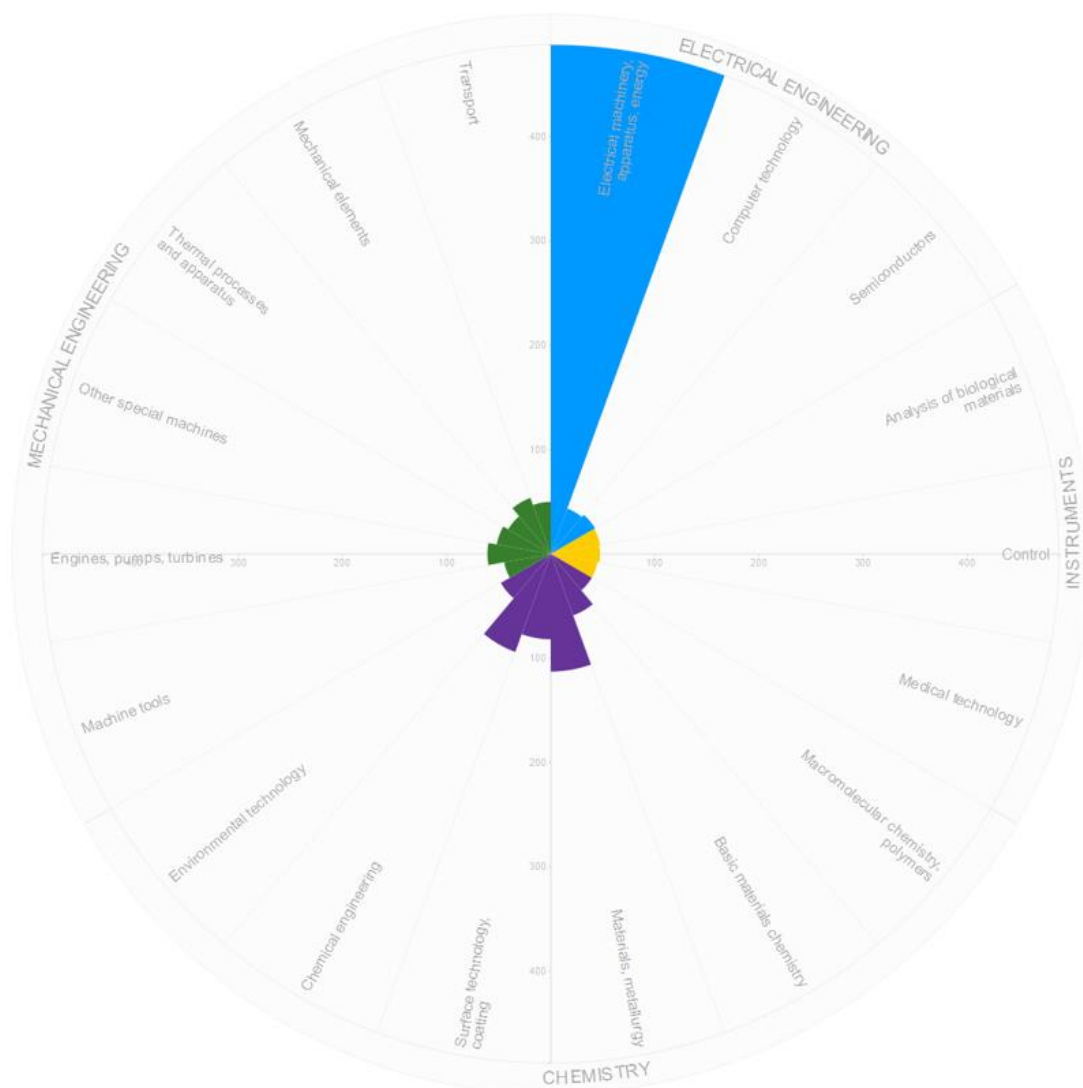 ELECTRICAL ENGINEERING
Electrical machinery,
apparatus, energy
Computer technology
Semiconductors
INSTRUMENTS
Analysis of biological
materials
Control
Medical technology
CHEMISTRY
Macromolecular chemistry,
polymers
Basic materials chemistry
Materials, metallurgy
Surface technology,
coating
Chemical engineering
Environmental technology
MECHANICAL ENGINEERING
Machine tools
Engines, pumps, turbines
Other special machines
Thermal processes
and apparatus
Mechanical elements
Transport
400
300
200
100
100
200
300
400
100
200
300
400
400
300
200
100